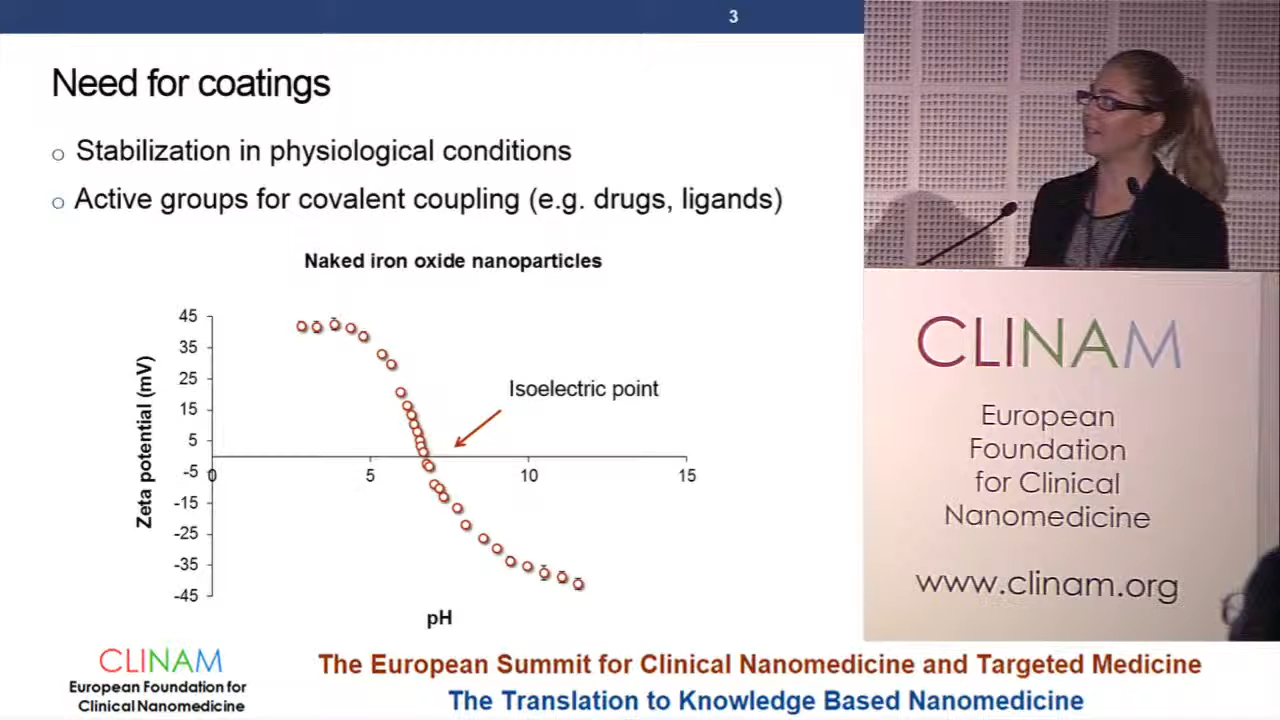 3
Need for coatings
Stabilization in physiological conditions
Active groups for covalent coupling (e.g. drugs, ligands)
Naked iron oxide nanoparticles
45
35
25
15
5
-5
-15
-25
-35
-45
Zeta potential (mV)
0
5
10
15
pH
Isoelectric point
CLINAM
European Foundation for
Clinical Nanomedicine
The European Summit for Clinical Nanomedicine and Targeted Medicine
The Translation to Knowledge Based Nanomedicine
CLINAM
European
Foundation
for Clinical
Nanomedicine
www.clinam.org